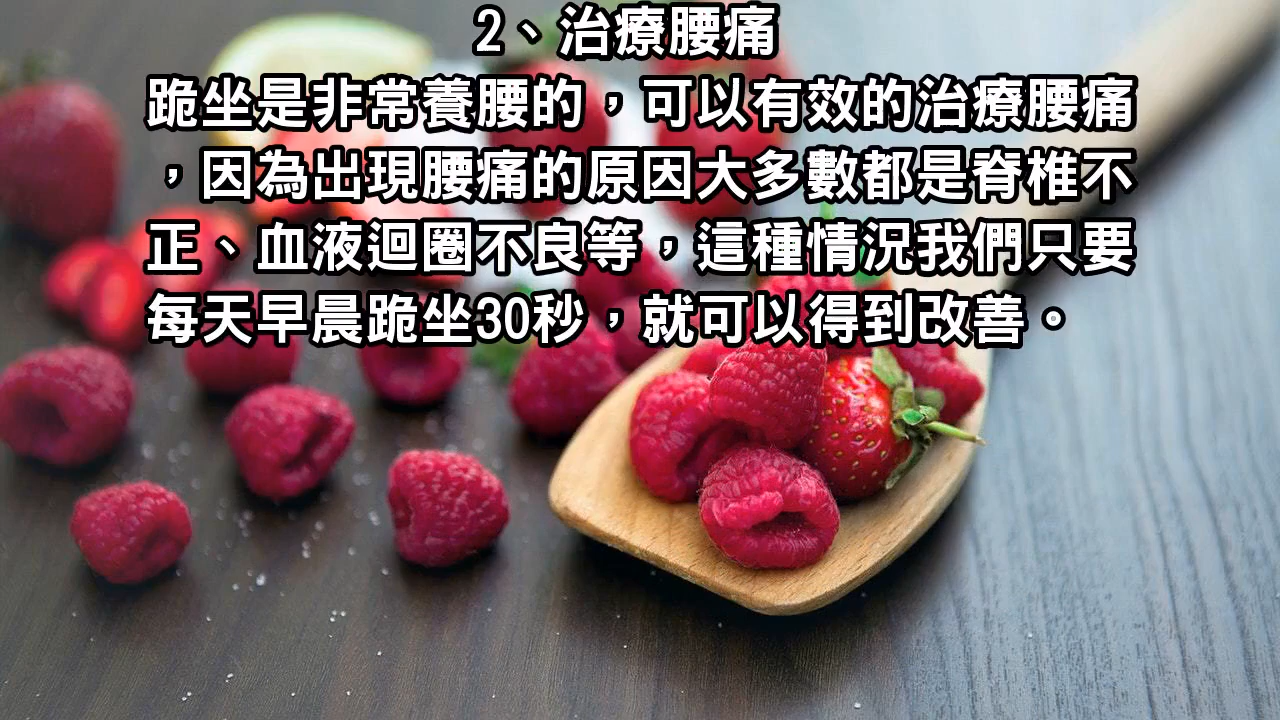 2、治療腰痛
跪坐是非常養腰的，可以有效的治療腰痛
，因為出現腰痛的原因大多數都是脊椎不
正、血液迴圈不良等，這種情況我們只要
每天早晨跪坐30秒，就可以得到改善。